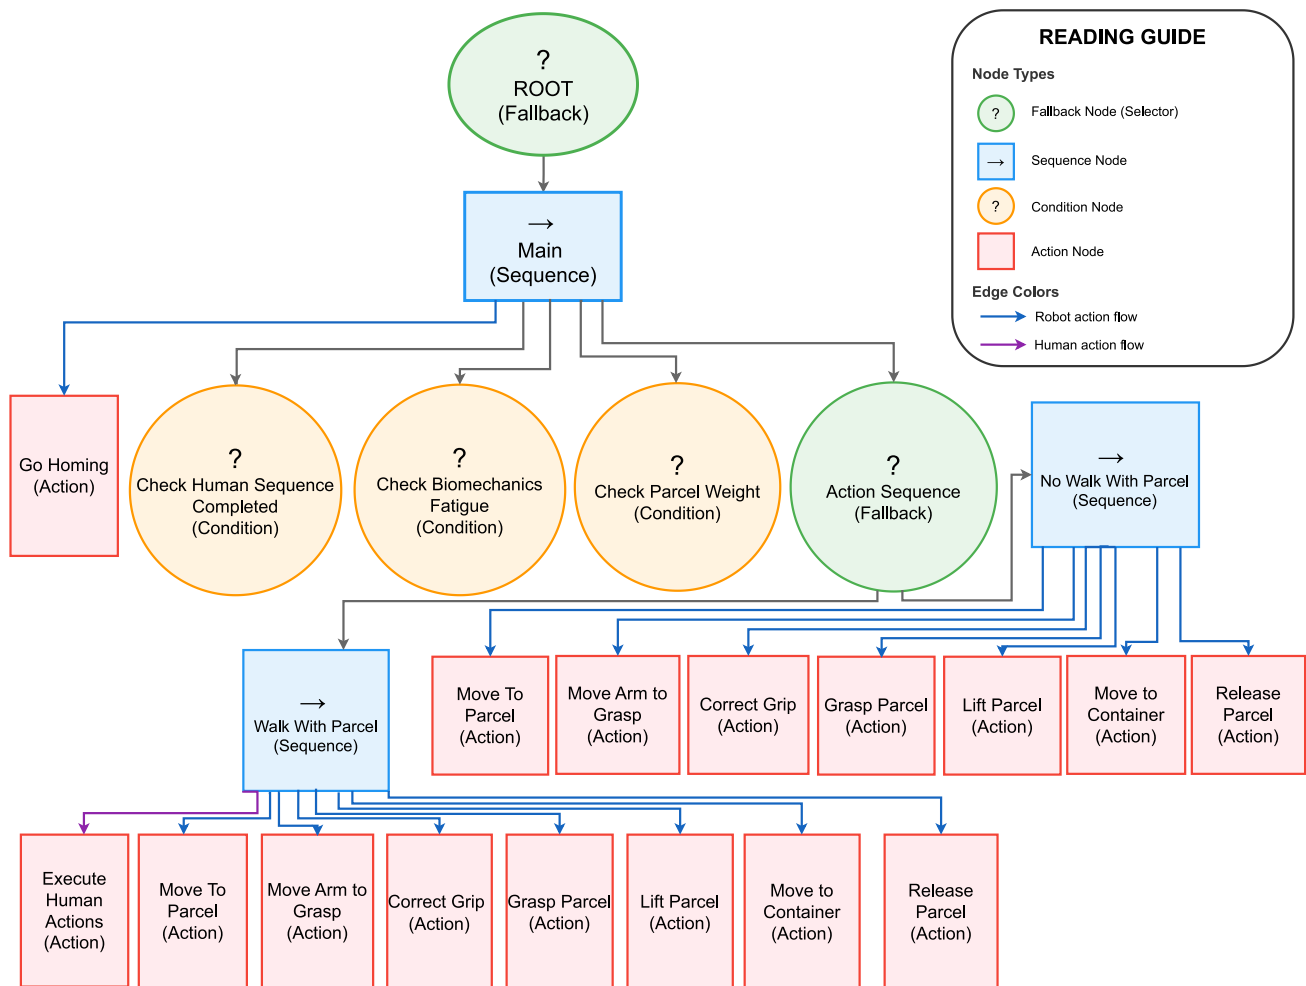 ?
ROOT
(Fallback)
READING GUIDE
Node Types
?
Fallback Node (Selector)
→
Sequence Node
?
Condition Node
Action Node
Edge Colors
Robot action flow
Human action flow
→
Main
(Sequence)
Go Homing
(Action)
?
Check Human Sequence
Completed
(Condition)
?
Check Biomechanics
Fatigue
(Condition)
?
Check Parcel Weight
(Condition)
?
Action Sequence
(Fallback)
→
No Walk With Parcel
(Sequence)
→
Walk With Parcel
(Sequence)
Move To
Parcel
(Action)
Move Arm to
Grasp
(Action)
Correct Grip
(Action)
Grasp Parcel
(Action)
Lift Parcel
(Action)
Move to
Container
(Action)
Release
Parcel
(Action)
Execute
Human
Actions
(Action)
Move To
Parcel
(Action)
Move Arm to
Grasp
(Action)
Correct Grip
(Action)
Grasp Parcel
(Action)
Lift Parcel
(Action)
Move to
Container
(Action)
Release
Parcel
(Action)